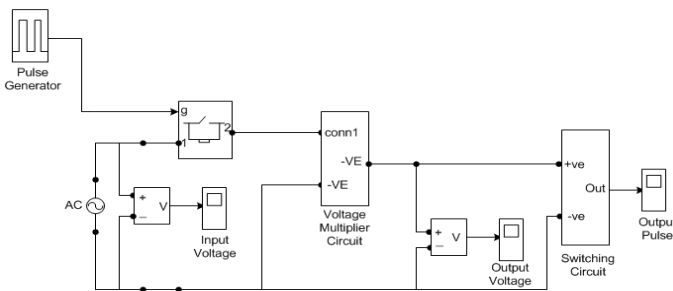 Pulse
Generator
g
1
2
conn1
-VE
-VE
Voltage
Multiplier
Circuit
AC
+
−
V
Input
Voltage
+
−
V
Output
Voltage
+ve
Out
-ve
Switching
Circuit
Outpu
Pulse